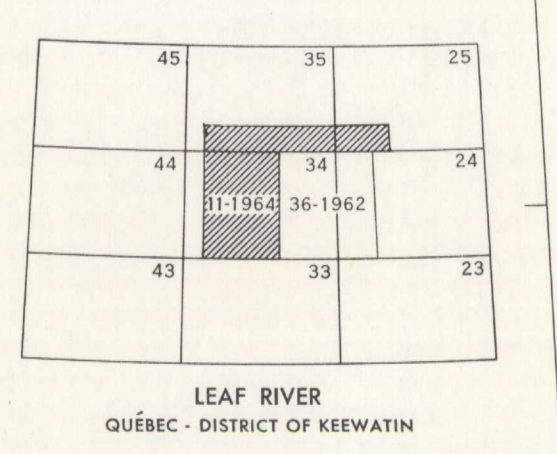 45 35 25
44 34 24
11-1964 36-1962
43 33 23
LEAF RIVER
QUÉBEC - DISTRICT OF KEEWATIN